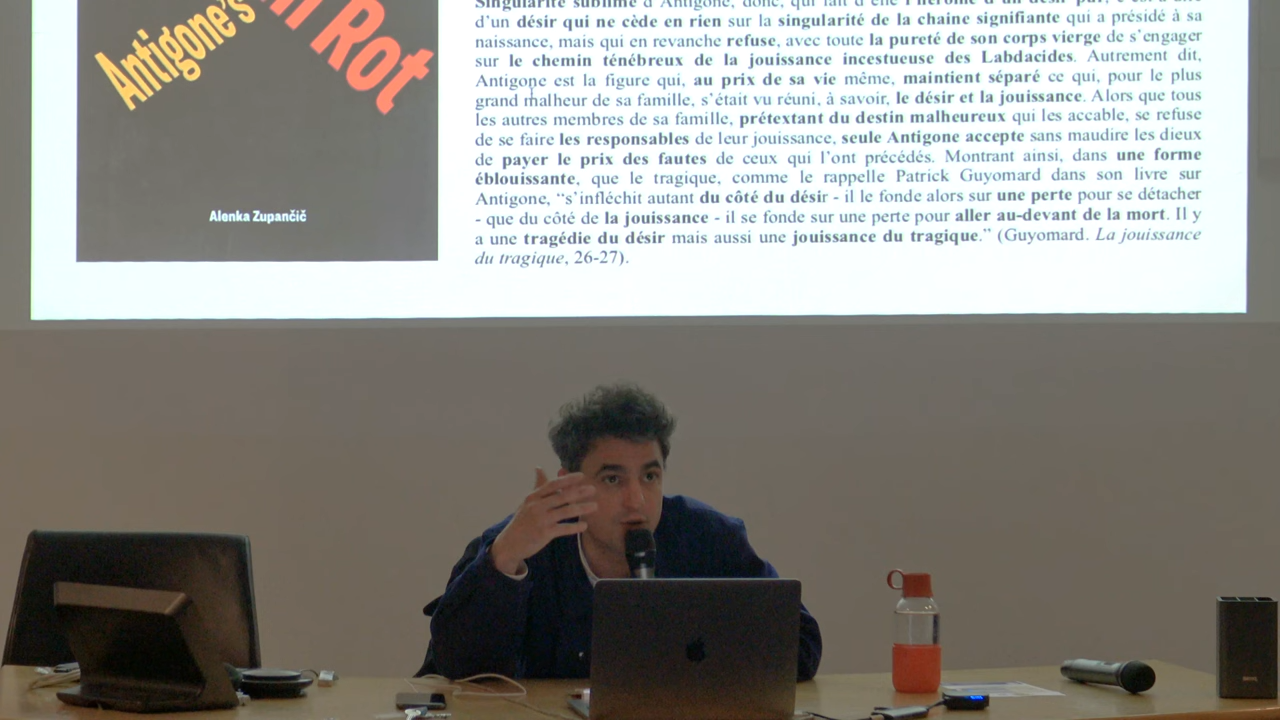 Antigone's
Rot
Alenka Zupančič
Singularité sublime d'Antigone, donc, qui fait d'elle l'héroïne d'un désir pur, c'est à dire
d'un désir qui ne cède en rien sur la singularité de la chaine signifiante qui a présidé à sa
naissance, mais qui en revanche refuse, avec toute la pureté de son corps vierge de s'engager
sur le chemin ténébreux de la jouissance incestueuse des Labdacides. Autrement dit,
Antigone est la figure qui, au prix de sa vie même, maintient séparé ce qui, pour le plus
grand malheur de sa famille, s'était vu réuni, à savoir, le désir et la jouissance. Alors que tous
les autres membres de sa famille, prétextant du destin malheureux qui les accable, se refuse
de se faire les responsables de leur jouissance, seule Antigone accepte sans maudire les dieux
de payer le prix des fautes de ceux qui l'ont précédés. Montrant ainsi, dans une forme
éblouissante, que le tragique, comme le rappelle Patrick Guyomard dans son livre sur
Antigone, “s'infléchit autant du côté du désir - il le fonde alors sur une perte pour se détacher
- que du côté de la jouissance - il se fonde sur une perte pour aller au-devant de la mort. Il y
a une tragédie du désir mais aussi une jouissance du tragique.” (Guyomard. La jouissance
du tragique, 26-27).